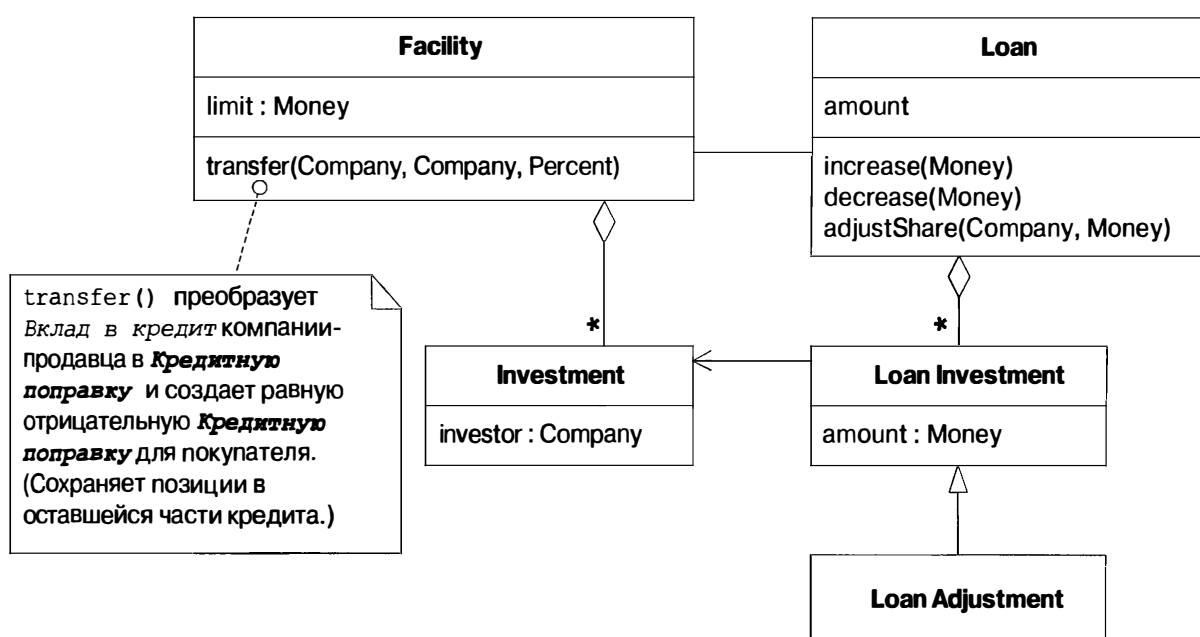 Facility
limit : Money
transfer(Company, Company, Percent)
Loan
amount
increase(Money)
decrease(Money)
adjustShare(Company, Money)
transfer() преобразует
Вклад в кредит компании-
продавца в Кредитную
поправку и создает равную
отрицательную Кредитную
поправку для покупателя.
(Сохраняет позиции в
оставшейся части кредита.)
*
*
Investment
investor : Company
Loan Investment
amount : Money
Loan Adjustment